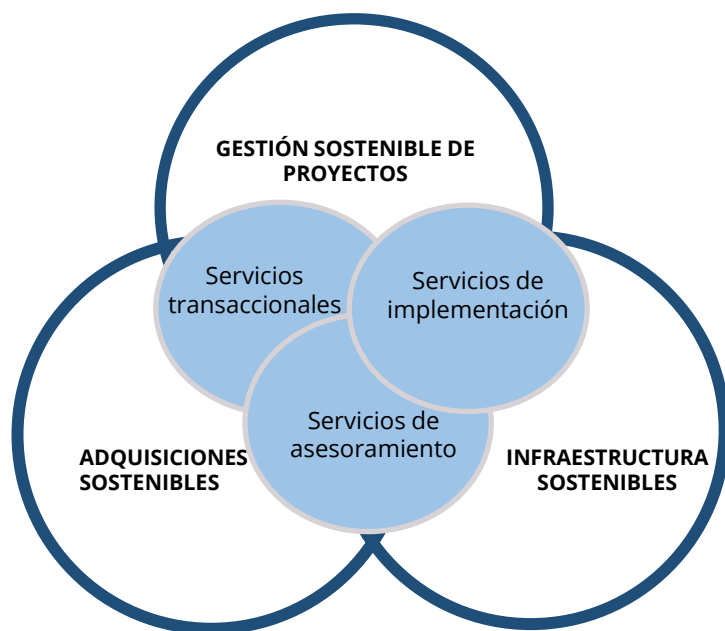 GESTIÓN SOSTENIBLE DE
PROYECTOS
Servicios
transaccionales
Servicios de
implementación
Servicios de
asesoramiento
ADQUISICIONES
SOSTENIBLES
INFRAESTRUCTURA
SOSTENIBLES